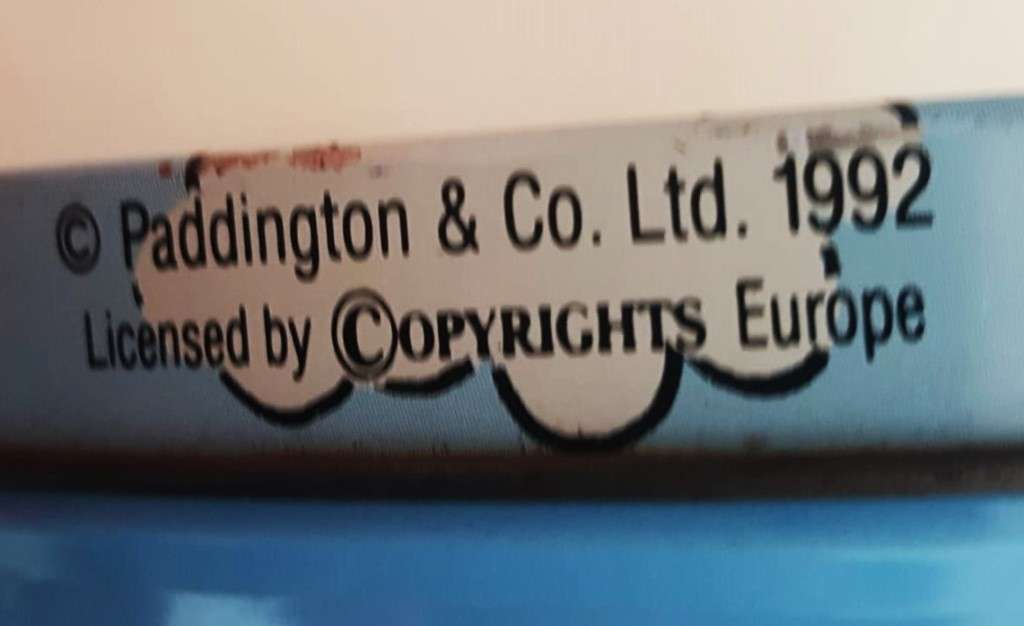 © Paddington & Co. Ltd. 1992
Licensed by ©OPYRIGHTS Europe